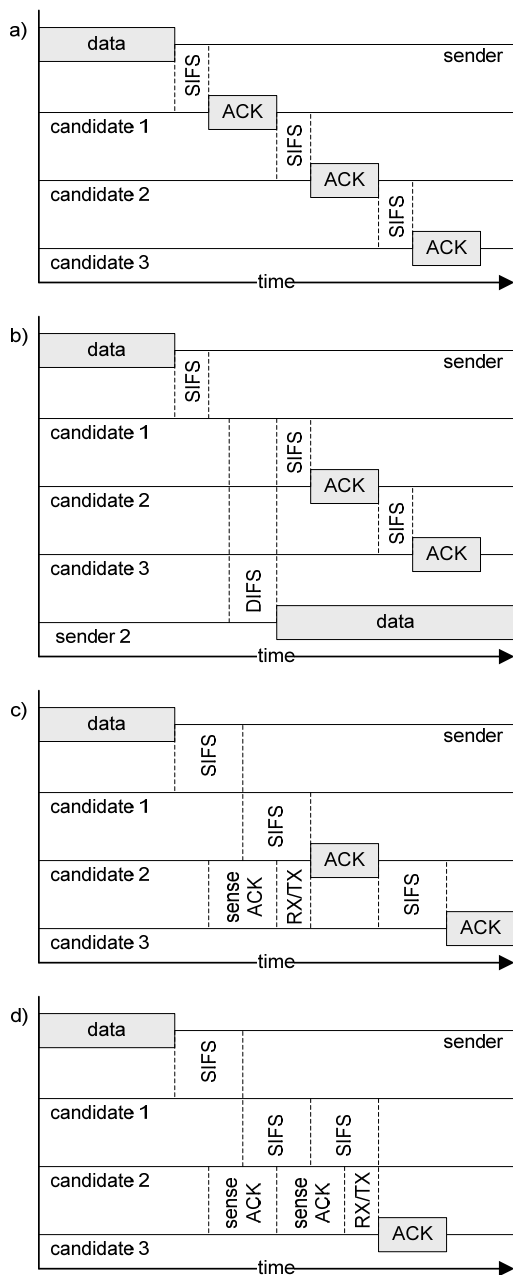 a)
data
sender
SIFS
ACK
candidate 1
SIFS
ACK
candidate 2
SIFS
ACK
candidate 3
time
b)
data
sender
SIFS
candidate 1
SIFS
ACK
candidate 2
SIFS
ACK
candidate 3
DIFS
data
sender 2
time
c)
data
sender
SIFS
candidate 1
SIFS
ACK
candidate 2
sense
ACK
RX/TX
SIFS
ACK
candidate 3
time
d)
data
sender
SIFS
candidate 1
SIFS
SIFS
candidate 2
sense
ACK
sense
ACK
RX/TX
ACK
candidate 3
time